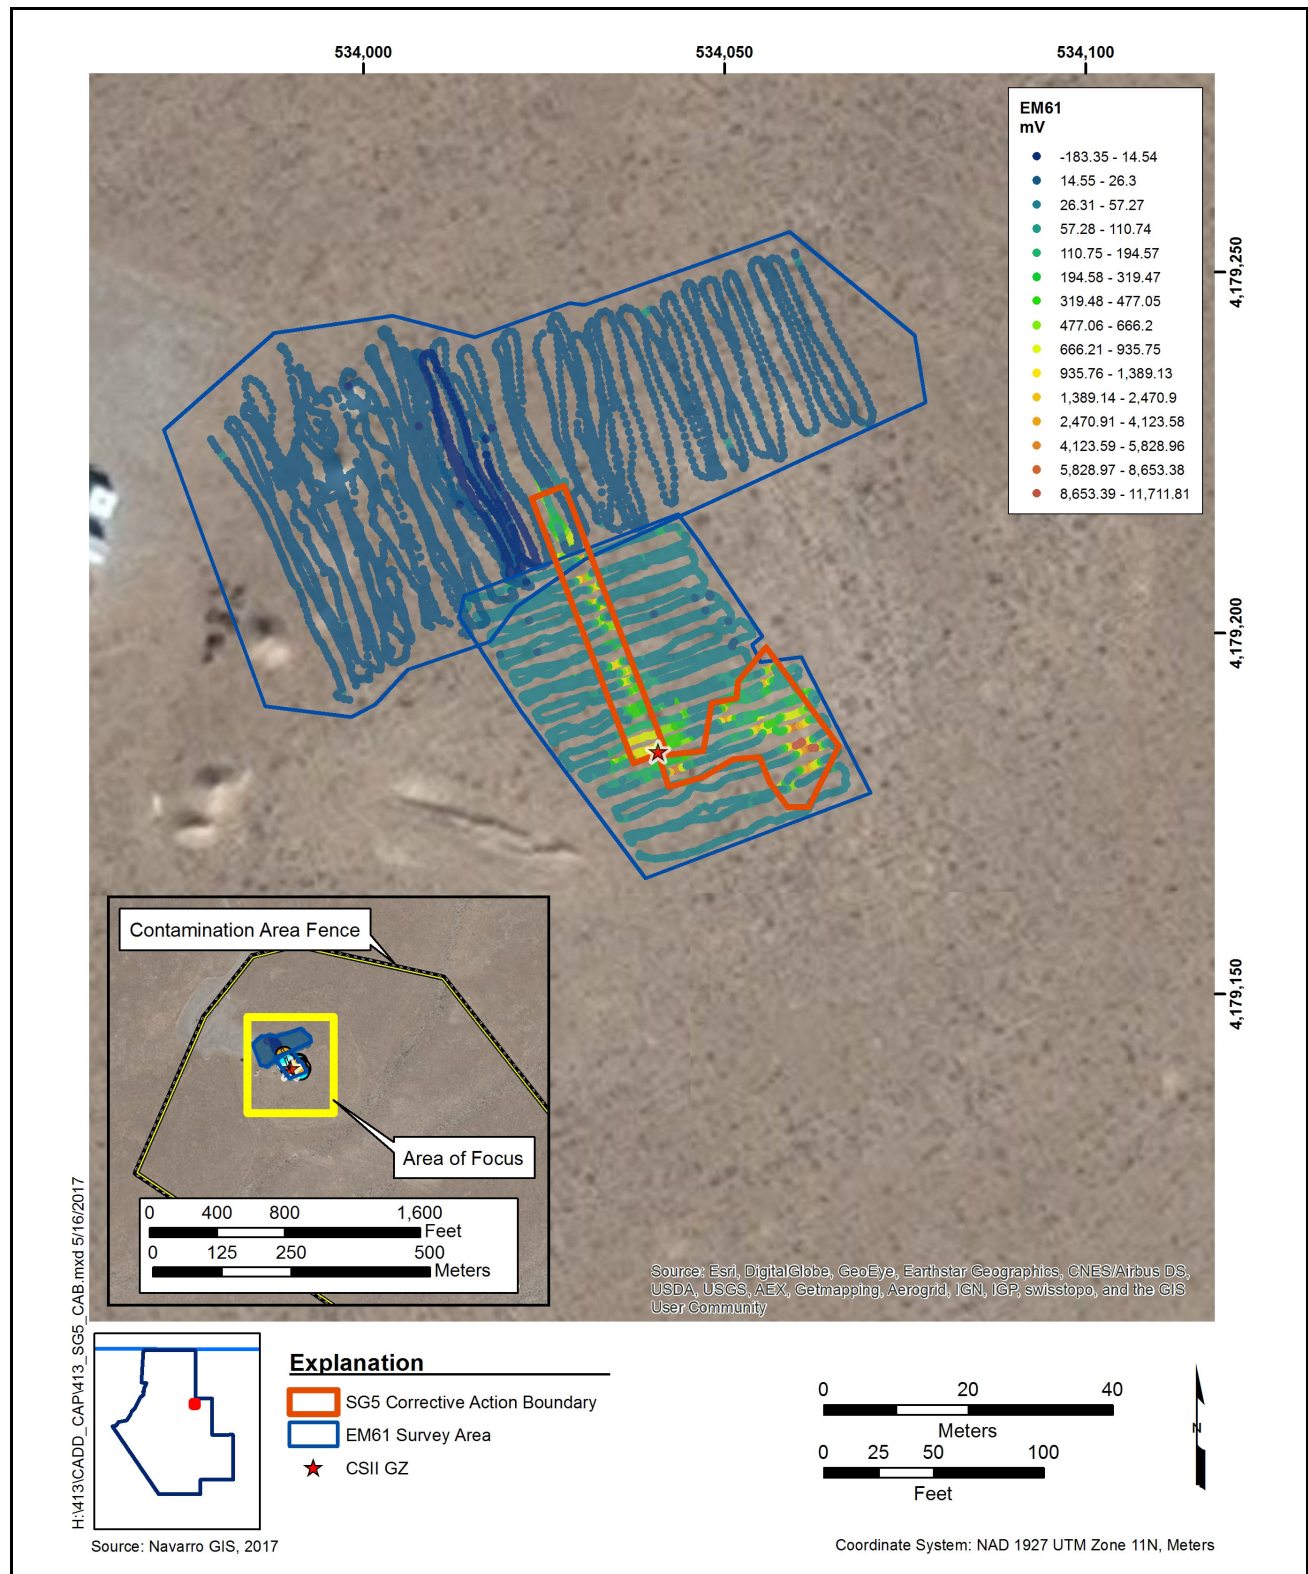 534,000
534,050
534,100
EM61
mV
-183.35 - 14.54
14.55 - 26.3
26.31 - 57.27
57.28 - 110.74
110.75 - 194.57
194.58 - 319.47
319.48 - 477.05
477.06 - 666.2
666.21 - 935.75
935.76 - 1,389.13
1,389.14 - 2,470.9
2,470.91 - 4,123.58
4,123.59 - 5,828.96
5,828.97 - 8,653.38
8,653.39 - 11,711.81
4,179,250
4,179,200
4,179,150
Contamination Area Fence
Area of Focus
0 400 800 1,600
Feet
0 125 250 500
Meters
Source: Esri, DigitalGlobe, GeoEye, Earthstar Geographics, CNES/Airbus DS,
USDA, USGS, AEX, Getmapping, Aerogrid, IGN, IGP, swisstopo, and the GIS
User Community
H:\413\CADD_CAP\413_SG5_CAB.mxd 5/16/2017
Explanation
SG5 Corrective Action Boundary
EM61 Survey Area
CSII GZ
0 20 40
Meters
0 25 50 100
Feet
N
Source: Navarro GIS, 2017
Coordinate System: NAD 1927 UTM Zone 11N, Meters